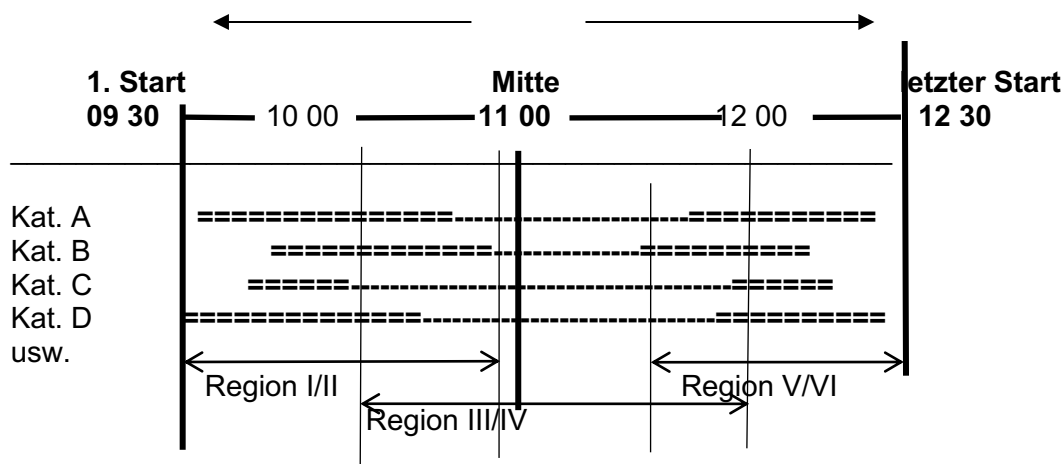 1. Start Mitte letzter Start
09 30 10 00 11 00 12 00 12 30
Kat. A
Kat. B
Kat. C
Kat. D
usw.
Region I/II Region V/VI
Region III/IV